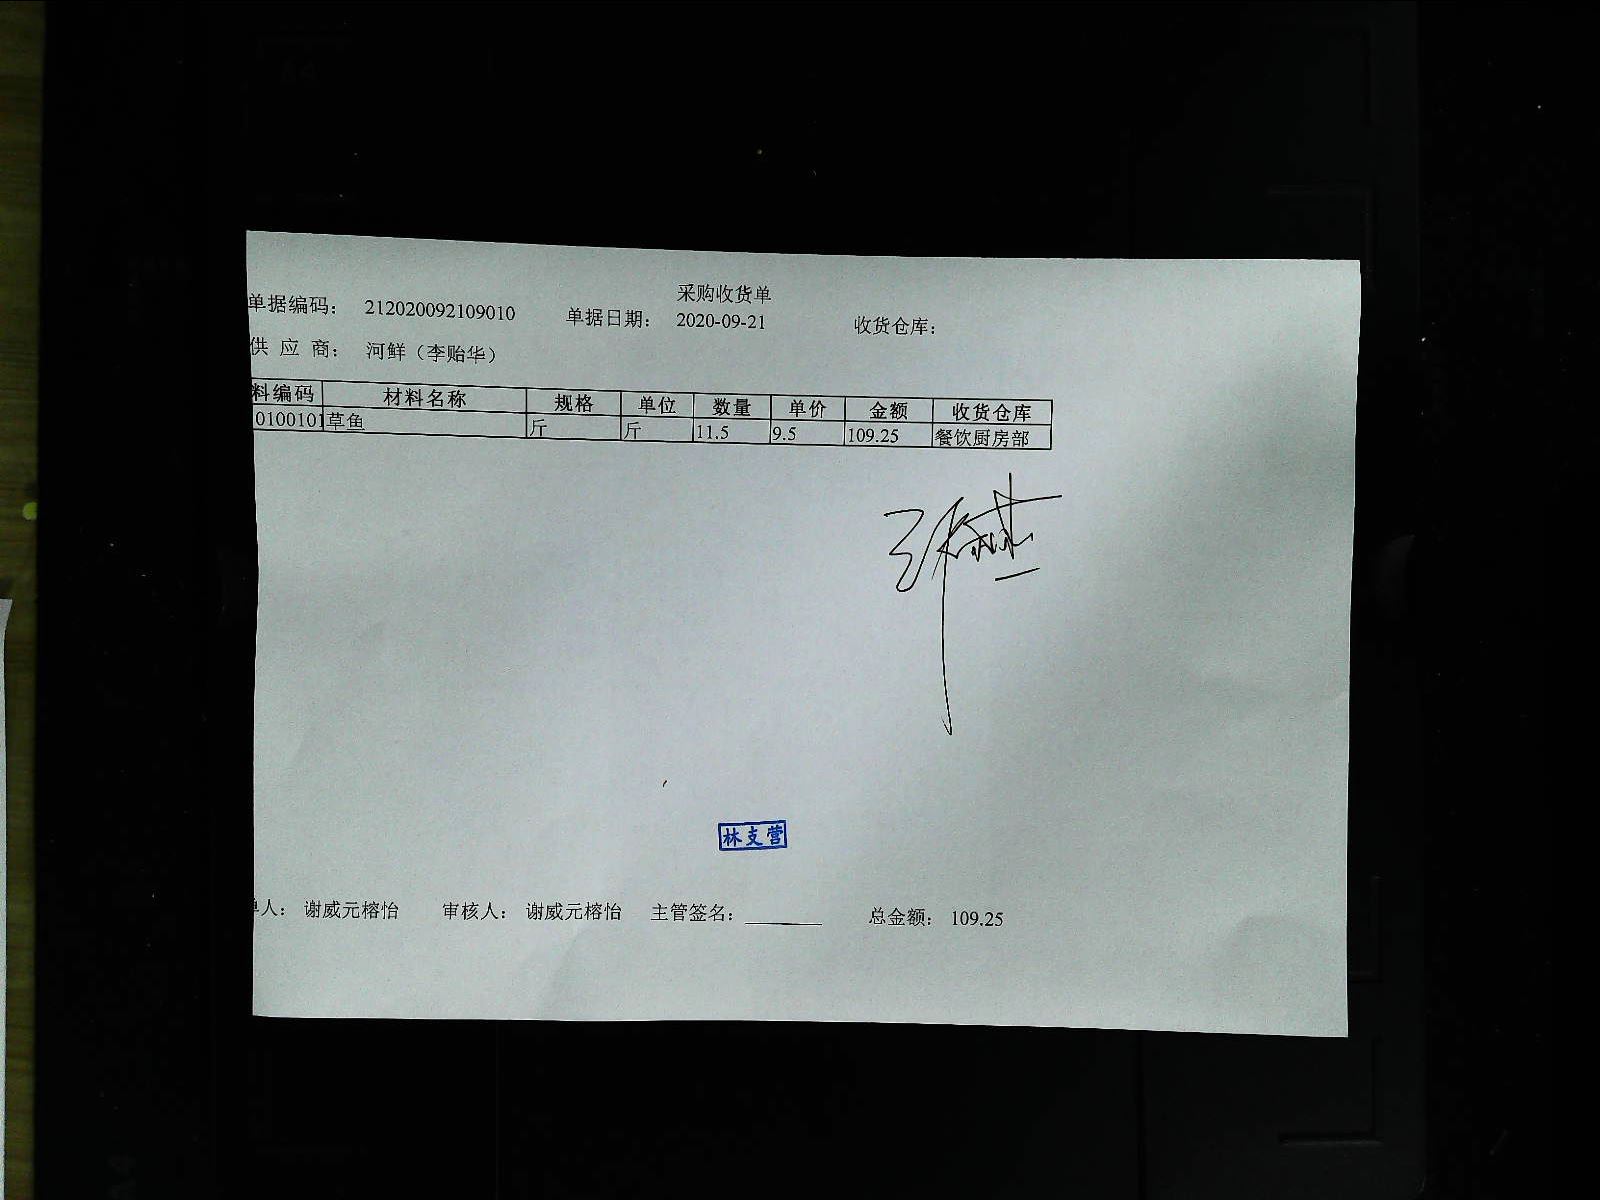 采购收货单
单据编码： 212020092109010 单据日期： 2020-09-21 收货仓库：
供 应 商： 河鲜（李贻华）
料编码 材料名称 规格 单位 数量 单价 金额 收货仓库
0100101 草鱼 斤 斤 11.5 9.5 109.25 餐饮厨房部
林支营
单人： 谢威元榕怡 审核人： 谢威元榕怡 主管签名： 总金额： 109.25